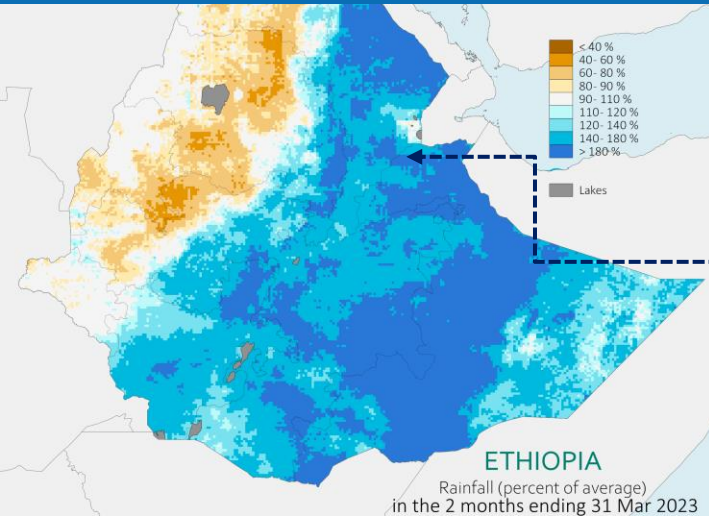 < 40 %
40- 60 %
60- 80 %
80- 90 %
90- 110 %
110- 120 %
120- 140 %
140- 180 %
> 180 %
Lakes
ETHIOPIA
Rainfall (percent of average)
in the 2 months ending 31 Mar 2023